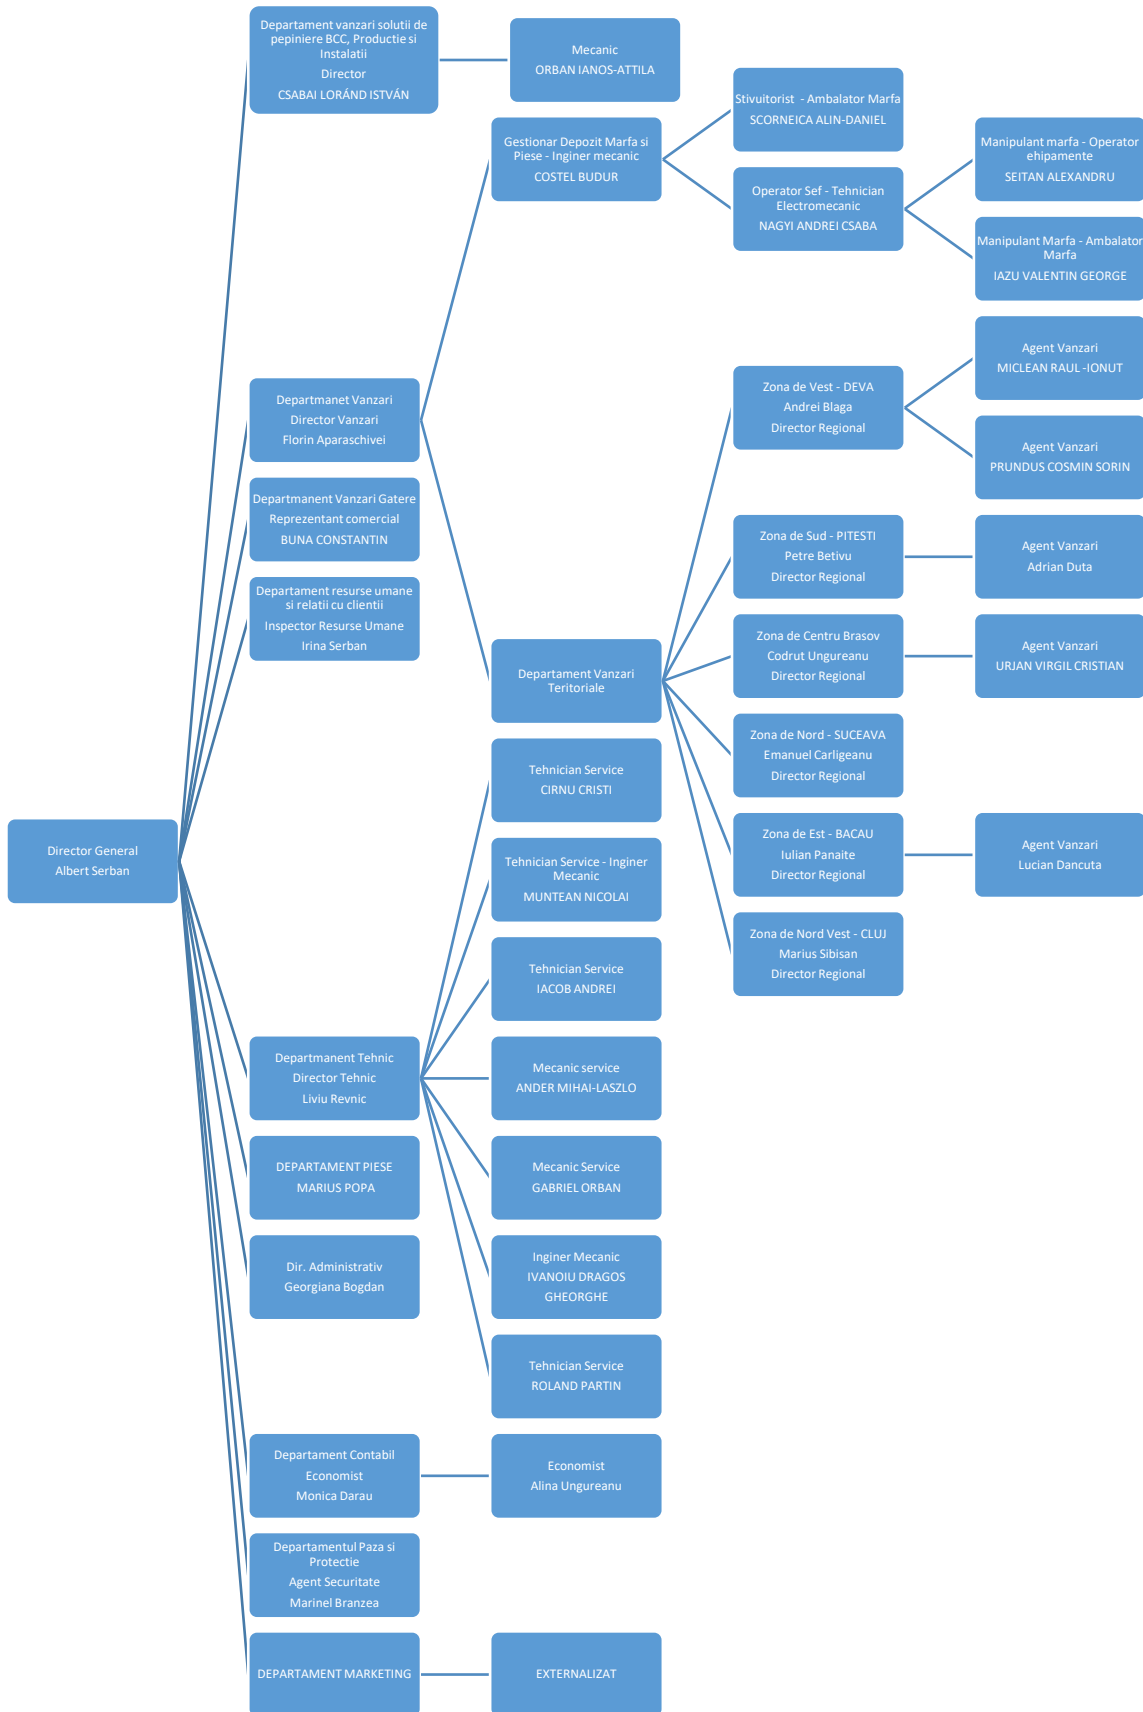 Director General
Albert Serban
Departament vanzari solutii de
pepiniere BCC, Productie si
Instalatii
Director
CSABAI LORÁND ISTVÁN
Mecanic
ORBAN IANOS-ATTILA
Departmanet Vanzari
Director Vanzari
Florin Aparaschivei
Gestionar Depozit Marfa si
Piese - Inginer mecanic
COSTEL BUDUR
Stivuitorist - Ambalator Marfa
SCORNEICA ALIN-DANIEL
Operator Sef - Tehnician
Electromecanic
NAGYI ANDREI CSABA
Manipulant marfa - Operator
ehipamente
SEITAN ALEXANDRU
Manipulant Marfa - Ambalator
Marfa
IAZU VALENTIN GEORGE
Departament Vanzari
Teritoriale
Zona de Vest - DEVA
Andrei Blaga
Director Regional
Agent Vanzari
MICLEAN RAUL -IONUT
Agent Vanzari
PRUNDUS COSMIN SORIN
Zona de Sud - PITESTI
Petre Betivu
Director Regional
Agent Vanzari
Adrian Duta
Zona de Centru Brasov
Codrut Ungureanu
Director Regional
Agent Vanzari
URJAN VIRGIL CRISTIAN
Zona de Nord - SUCEAVA
Emanuel Carligeanu
Director Regional
Zona de Est - BACAU
Iulian Panaite
Director Regional
Agent Vanzari
Lucian Dancuta
Zona de Nord Vest - CLUJ
Marius Sibisan
Director Regional
Departmanent Vanzari Gatere
Reprezentant comercial
BUNA CONSTANTIN
Departament resurse umane
si relatii cu clientii
Inspector Resurse Umane
Irina Serban
Departmanent Tehnic
Director Tehnic
Liviu Revnic
Tehnician Service
CIRNU CRISTI
Tehnician Service - Inginer
Mecanic
MUNTEAN NICOLAI
Tehnician Service
IACOB ANDREI
Mecanic service
ANDER MIHAI-LASZLO
Mecanic Service
GABRIEL ORBAN
Inginer Mecanic
IVANOIU DRAGOS
GHEORGHE
Tehnician Service
ROLAND PARTIN
DEPARTAMENT PIESE
MARIUS POPA
Dir. Administrativ
Georgiana Bogdan
Departament Contabil
Economist
Monica Darau
Economist
Alina Ungureanu
Departamentul Paza si
Protectie
Agent Securitate
Marinel Branzea
DEPARTAMENT MARKETING
EXTERNALIZAT